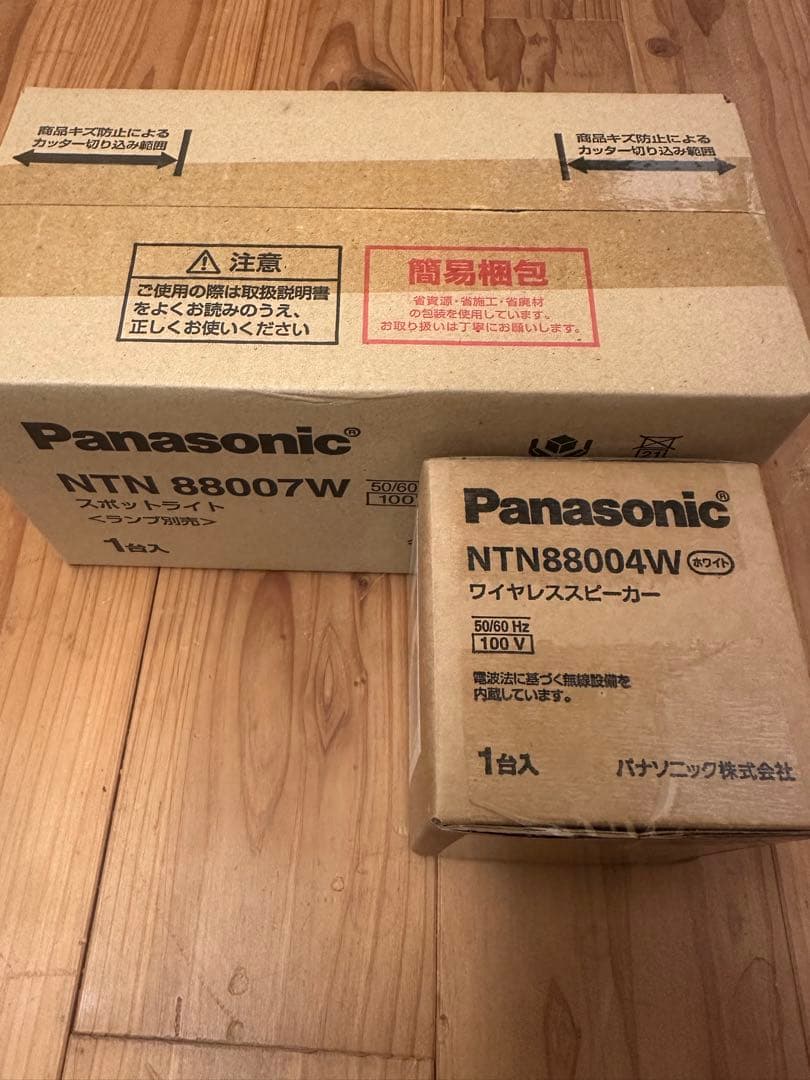 商品キズ防止による
カッター切り込み範囲
商品キズ防止による
カッター切り込み範囲
注意
ご使用の際は取扱説明書
をよくお読みのうえ、
正しくお使いください
簡易梱包
省資源・省施工・省廃材
の包装を使用しています。
お取り扱いは丁寧にお願いします。
Panasonic®
NTN 88007W
スポットライト
<ランプ別売>
1台入
50/60
100
21
Panasonic®
NTN88004W ホワイト
ワイヤレススピーカー
50/60 Hz
100 V
電波法に基づく無線設備を
内蔵しています。
1台入
パナソニック株式会社